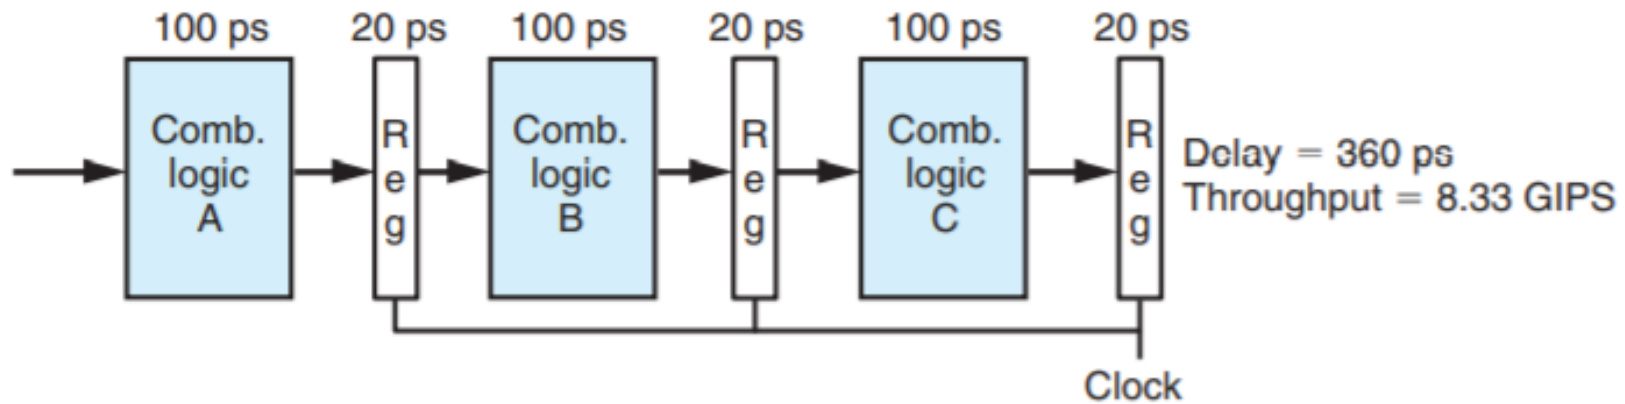 100 ps 20 ps 100 ps 20 ps 100 ps 20 ps
Comb.
logic
A
R
e
g
Comb.
logic
B
R
e
g
Comb.
logic
C
R
e
g
Delay = 360 ps
Throughput = 8.33 GIPS
Clock